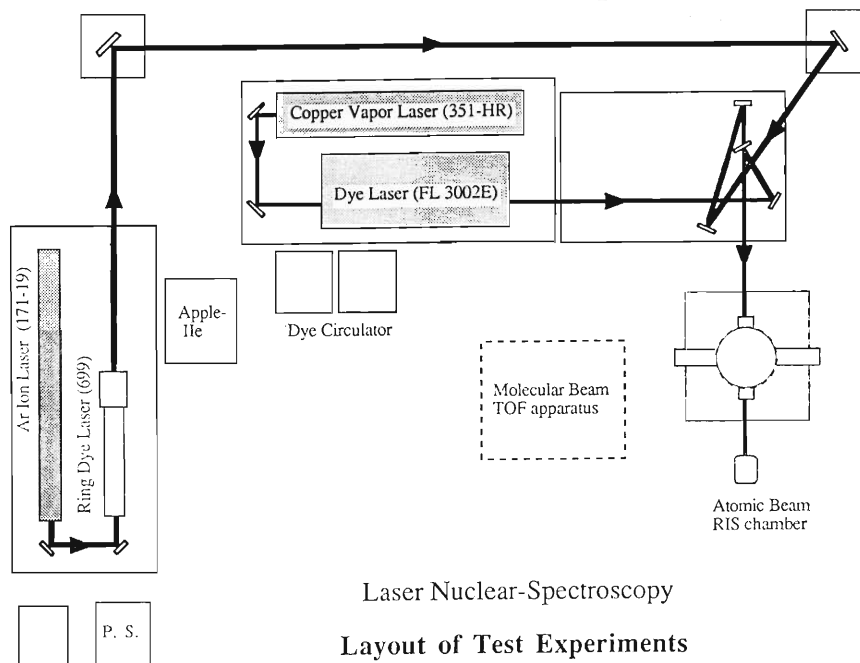 Copper Vapor Laser (351-HR)
Dye Laser (FL 3002E)
Ar Ion Laser (171-19)
Ring Dye Laser (699)
Apple-
IIe
Dye Circulator
Molecular Beam
TOF apparatus
Atomic Beam
RIS chamber
P. S.
Laser Nuclear-Spectroscopy
Layout of Test Experiments